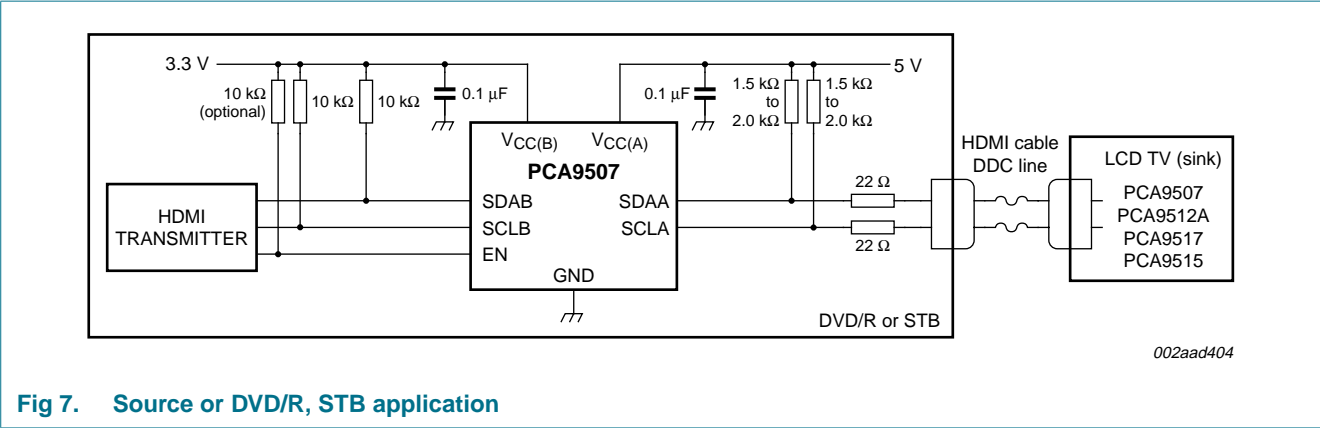 3.3 V
5 V
10 kΩ
(optional)
10 kΩ
10 kΩ
0.1 μF
0.1 μF
1.5 kΩ
to
2.0 kΩ
1.5 kΩ
to
2.0 kΩ
VCC(B)
VCC(A)
PCA9507
HDMI
TRANSMITTER
SDAB
SCLB
EN
SDAA
SCLA
GND
22 Ω
22 Ω
HDMI cable
DDC line
LCD TV (sink)
PCA9507
PCA9512A
PCA9517
PCA9515
DVD/R or STB
002aad404
Fig 7. Source or DVD/R, STB application